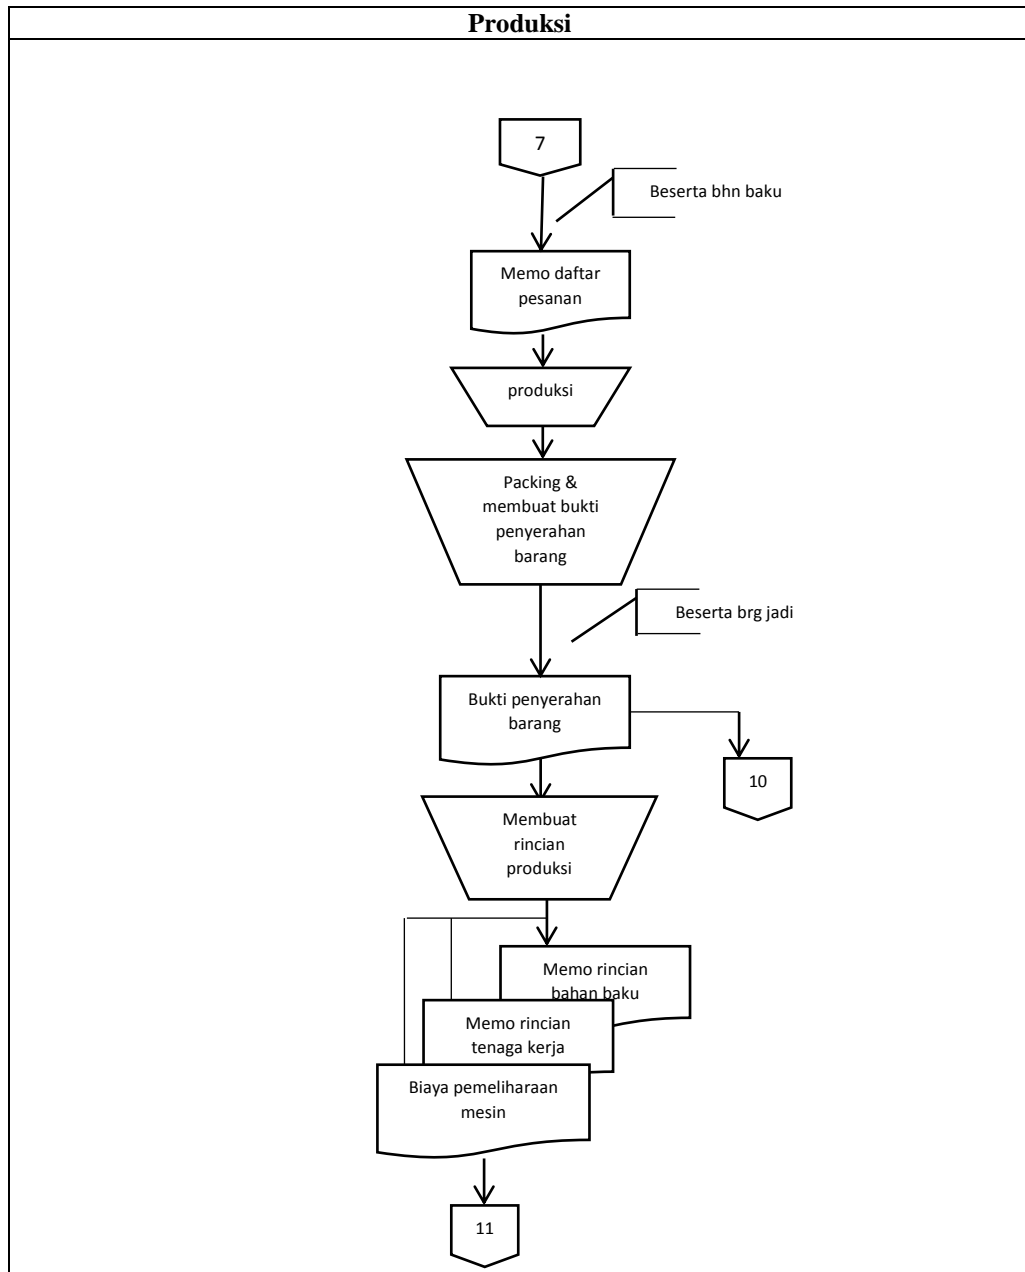 Produksi
7
Beserta bhn baku
Memo daftar
pesanan
produksi
Packing &
membuat bukti
penyerahan
barang
Beserta brg jadi
Bukti penyerahan
barang
10
Membuat
rincian
produksi
Memo rincian
bahan baku
Memo rincian
tenaga kerja
Biaya pemeliharaan
mesin
11